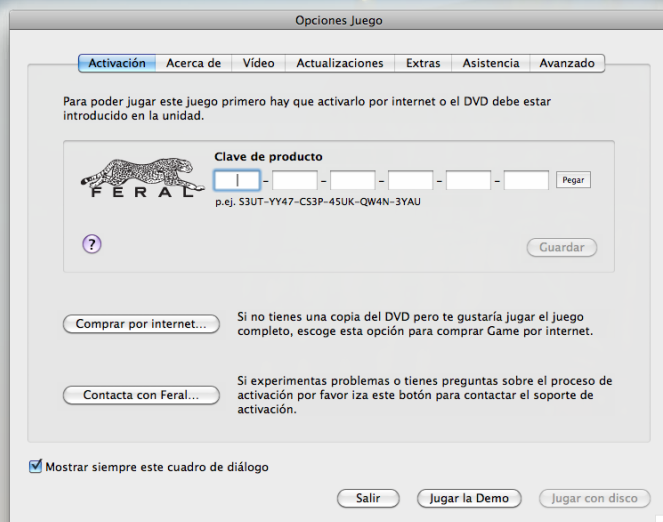 Opciones Juego
Activación Acerca de Vídeo Actualizaciones Extras Asistencia Avanzado
Para poder jugar este juego primero hay que activarlo por internet o el DVD debe estar
introducido en la unidad.
Clave de producto
FERAL
- - - - - Pegar
p.ej. S3UT-YY47-CS3P-45UK-QW4N-3YAU
? Guardar
Comprar por internet...
Si no tienes una copia del DVD pero te gustaría jugar el juego
completo, escoge esta opción para comprar Game por internet.
Contacta con Feral...
Si experimentas problemas o tienes preguntas sobre el proceso de
activación por favor iza este botón para contactar el soporte de
activación.
Mostrar siempre este cuadro de diálogo
Salir Jugar la Demo Jugar con disco